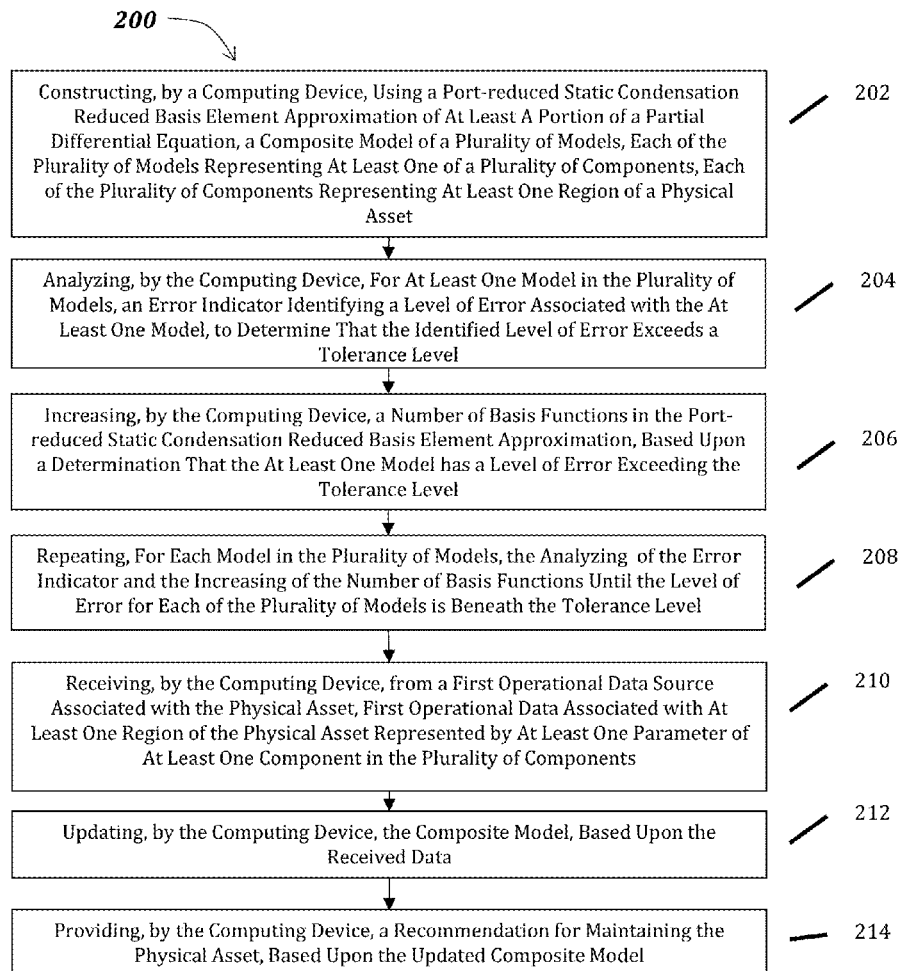 200
Constructing, by a Computing Device, Using a Port-reduced Static Condensation
Reduced Basis Element Approximation of At Least A Portion of a Partial
Differential Equation, a Composite Model of a Plurality of Models, Each of the
Plurality of Models Representing At Least One of a Plurality of Components, Each
of the Plurality of Components Representing At Least One Region of a Physical
Asset
202
Analyzing, by the Computing Device, For At Least One Model in the Plurality of
Models, an Error Indicator Identifying a Level of Error Associated with the At
Least One Model, to Determine That the Identified Level of Error Exceeds a
Tolerance Level
204
Increasing, by the Computing Device, a Number of Basis Functions in the Port-
reduced Static Condensation Reduced Basis Element Approximation, Based Upon
a Determination That the At Least One Model has a Level of Error Exceeding the
Tolerance Level
206
Repeating, For Each Model in the Plurality of Models, the Analyzing of the Error
Indicator and the Increasing of the Number of Basis Functions Until the Level of
Error for Each of the Plurality of Models is Beneath the Tolerance Level
208
Receiving, by the Computing Device, from a First Operational Data Source
Associated with the Physical Asset, First Operational Data Associated with At
Least One Region of the Physical Asset Represented by At Least One Parameter of
At Least One Component in the Plurality of Components
210
Updating, by the Computing Device, the Composite Model, Based Upon the
Received Data
212
Providing, by the Computing Device, a Recommendation for Maintaining the
Physical Asset, Based Upon the Updated Composite Model
214